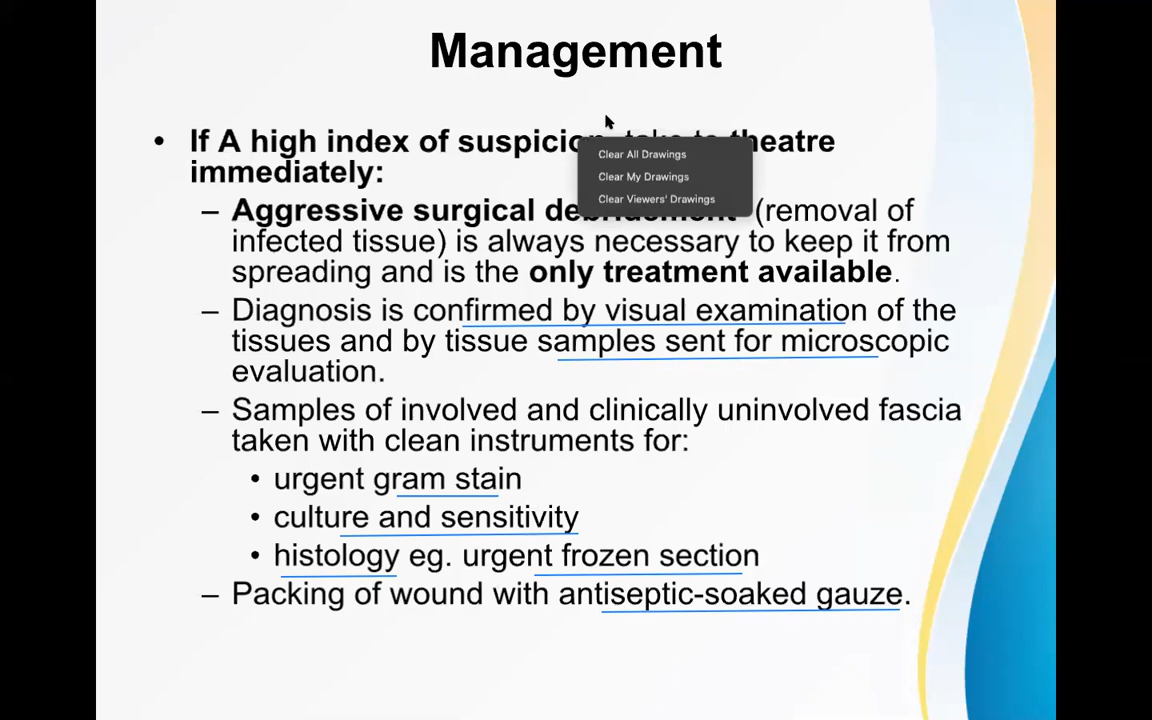 Management
• If A high index of suspicion, take to theatre
immediately:
Clear All Drawings
Clear My Drawings
Clear Viewers' Drawings
– Aggressive surgical debridement (removal of
infected tissue) is always necessary to keep it from
spreading and is the only treatment available.
– Diagnosis is confirmed by visual examination of the
tissues and by tissue samples sent for microscopic
evaluation.
– Samples of involved and clinically uninvolved fascia
taken with clean instruments for:
• urgent gram stain
• culture and sensitivity
• histology eg. urgent frozen section
– Packing of wound with antiseptic-soaked gauze.